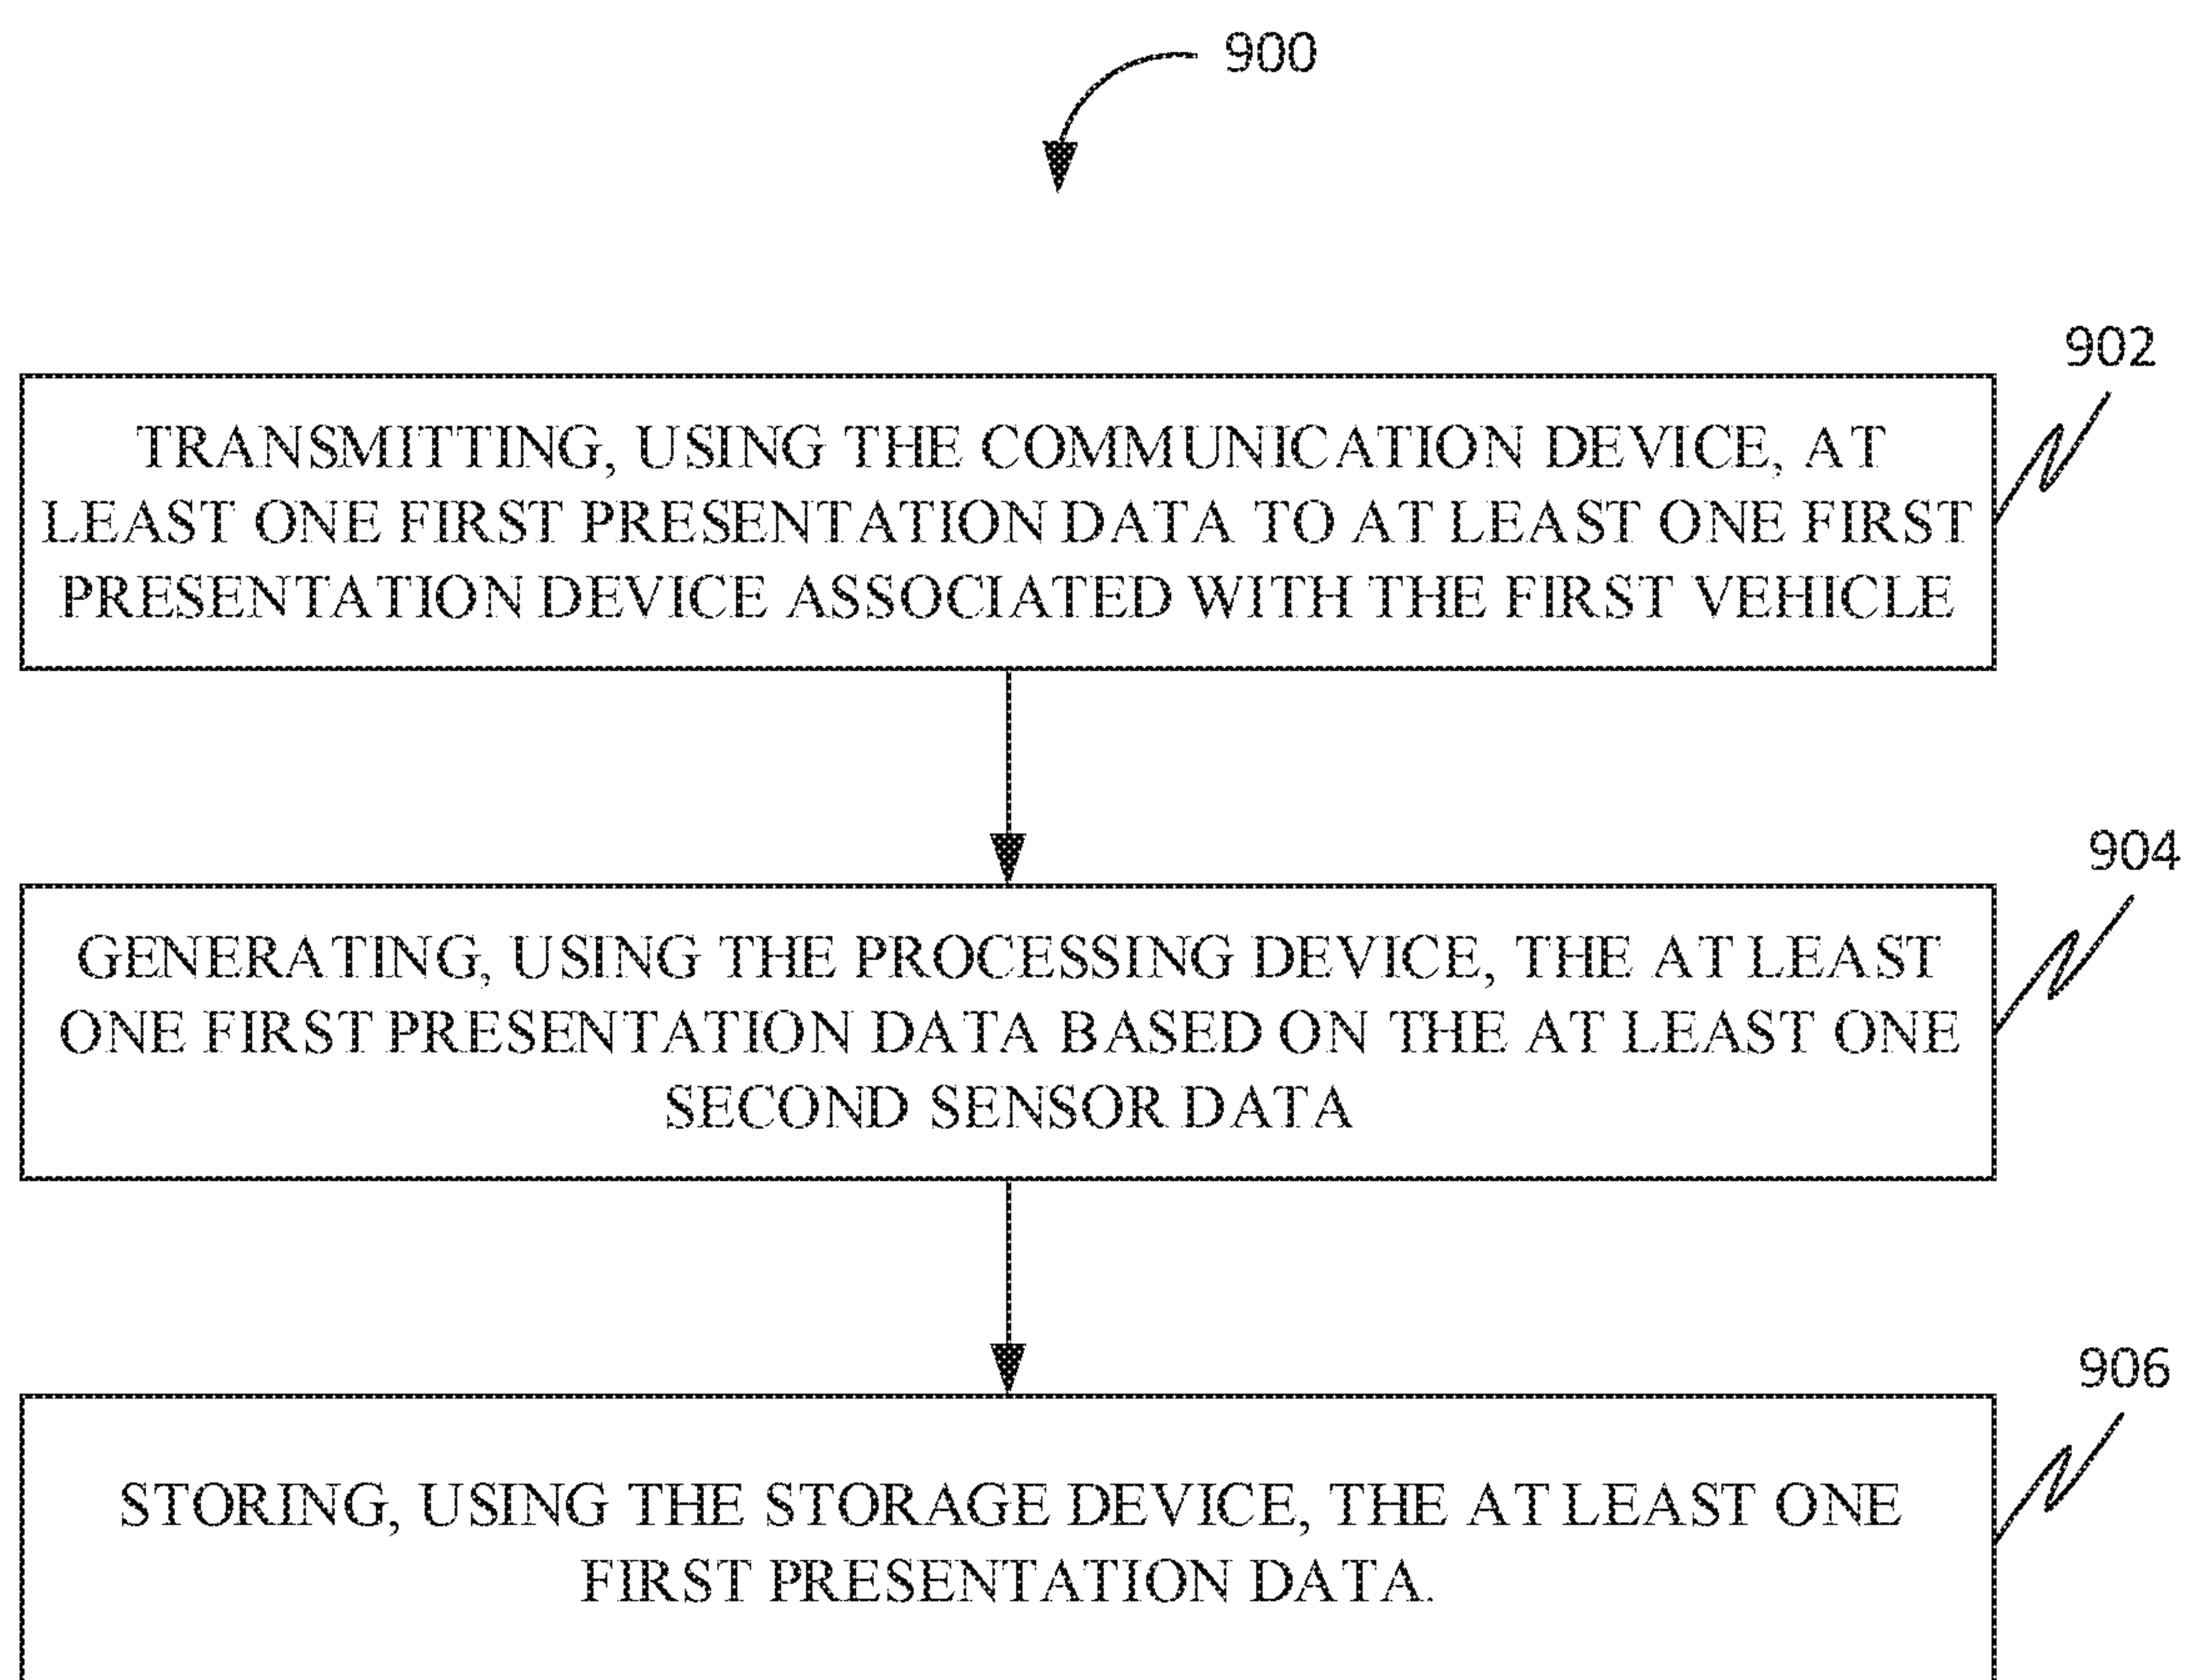 900
902
TRANSMITTING, USING THE COMMUNICATION DEVICE, AT
LEAST ONE FIRST PRESENTATION DATA TO AT LEAST ONE FIRST
PRESENTATION DEVICE ASSOCIATED WITH THE FIRST VEHICLE
904
GENERATING, USING THE PROCESSING DEVICE, THE AT LEAST
ONE FIRST PRESENTATION DATA BASED ON THE AT LEAST ONE
SECOND SENSOR DATA
906
STORING, USING THE STORAGE DEVICE, THE AT LEAST ONE
FIRST PRESENTATION DATA.